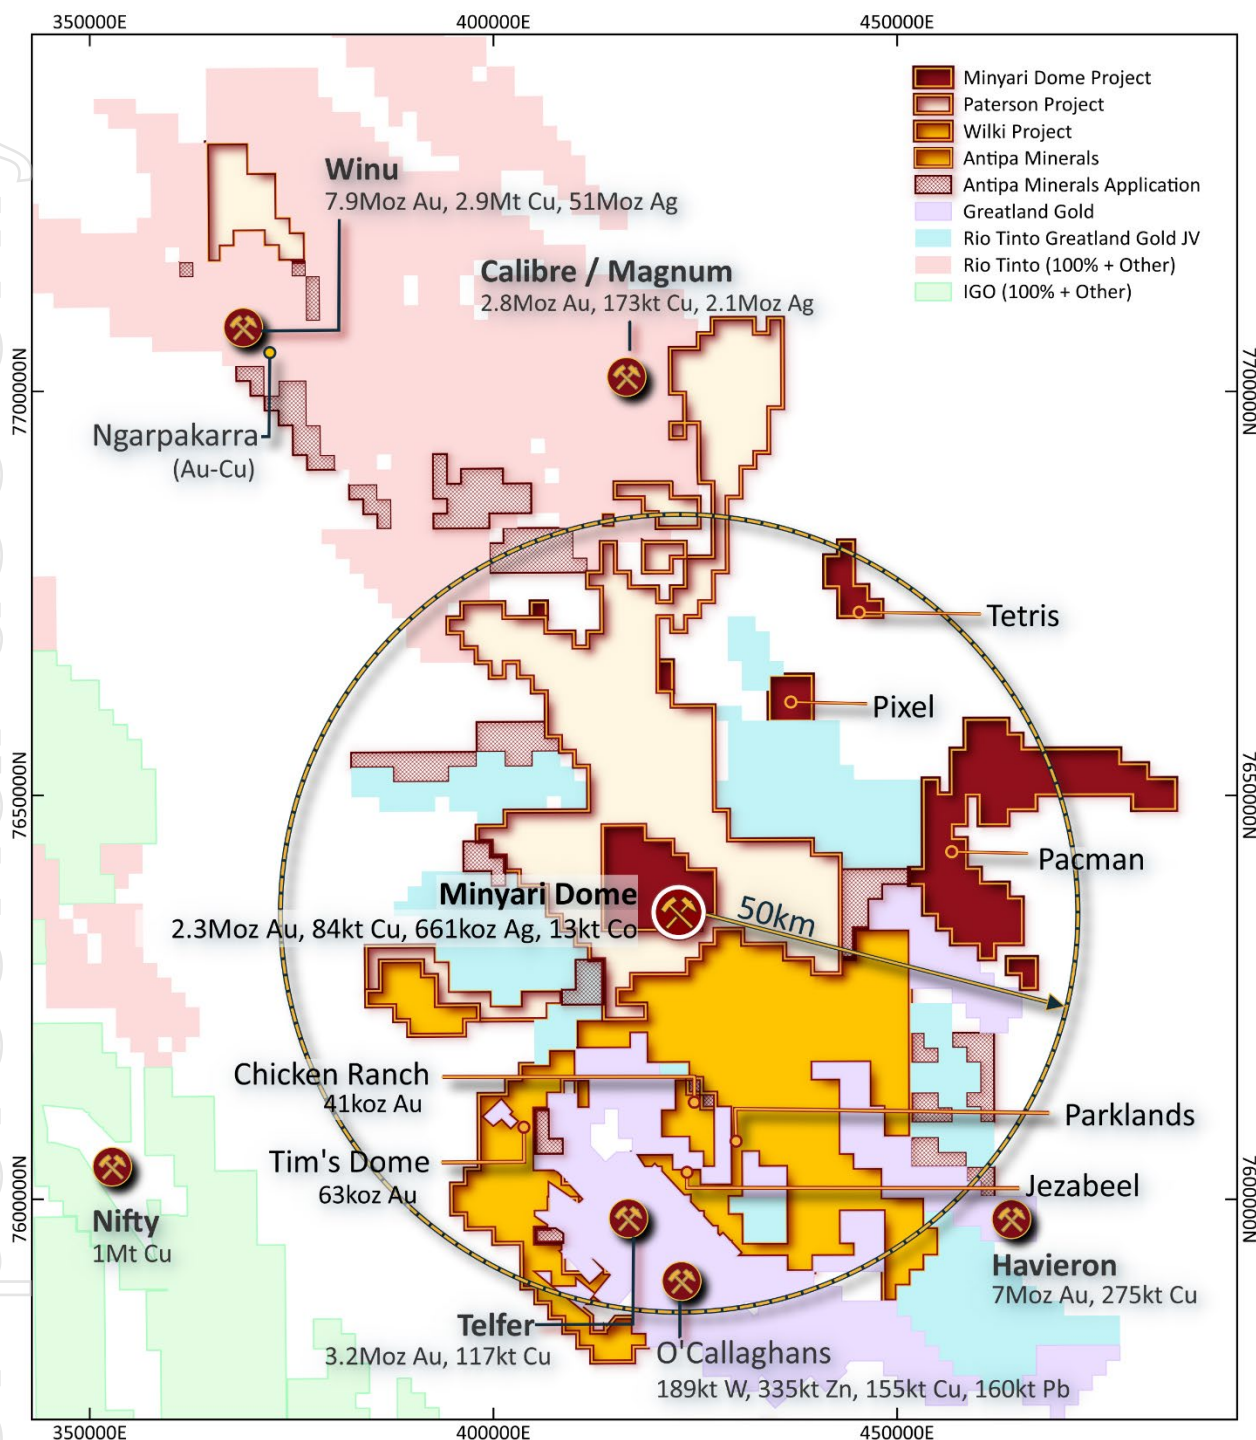 350000E
400000E
450000E
Minyari Dome Project
Paterson Project
Wilki Project
Antipa Minerals
Antipa Minerals Application
Greatland Gold
Rio Tinto Greatland Gold JV
Rio Tinto (100% + Other)
IGO (100% + Other)
Winu
7.9Moz Au, 2.9Mt Cu, 51Moz Ag
Calibre / Magnum
2.8Moz Au, 173kt Cu, 2.1Moz Ag
7700000N
7700000N
Ngarpakarra
(Au-Cu)
Tetris
Pixel
7650000N
7650000N
Pacman
Minyari Dome
2.3Moz Au, 84kt Cu, 661koz Ag, 13kt Co
50km
Chicken Ranch
41koz Au
Parklands
Tim's Dome
63koz Au
Jezabeel
7600000N
7600000N
Nifty
1Mt Cu
Havieron
7Moz Au, 275kt Cu
Telfer
3.2Moz Au, 117kt Cu
O'Callaghans
189kt W, 335kt Zn, 155kt Cu, 160kt Pb
350000E
400000E
450000E